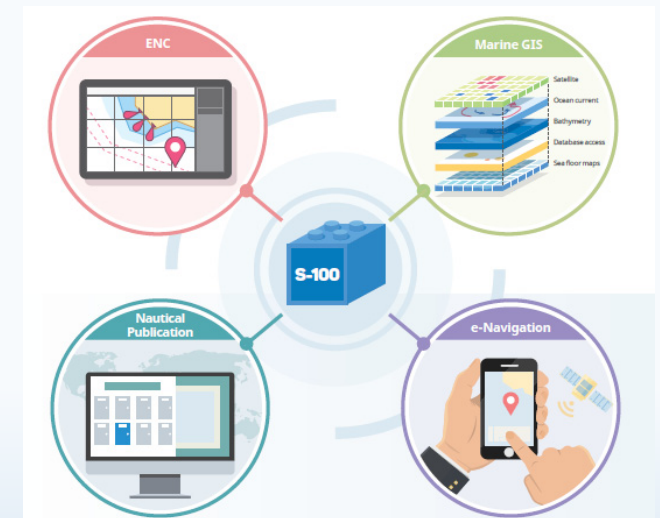 ENC
Marine GIS
Satellite
Ocean current
Bathymetry
Database access
Sea floor maps
S-100
Nautical
Publication
e-Navigation